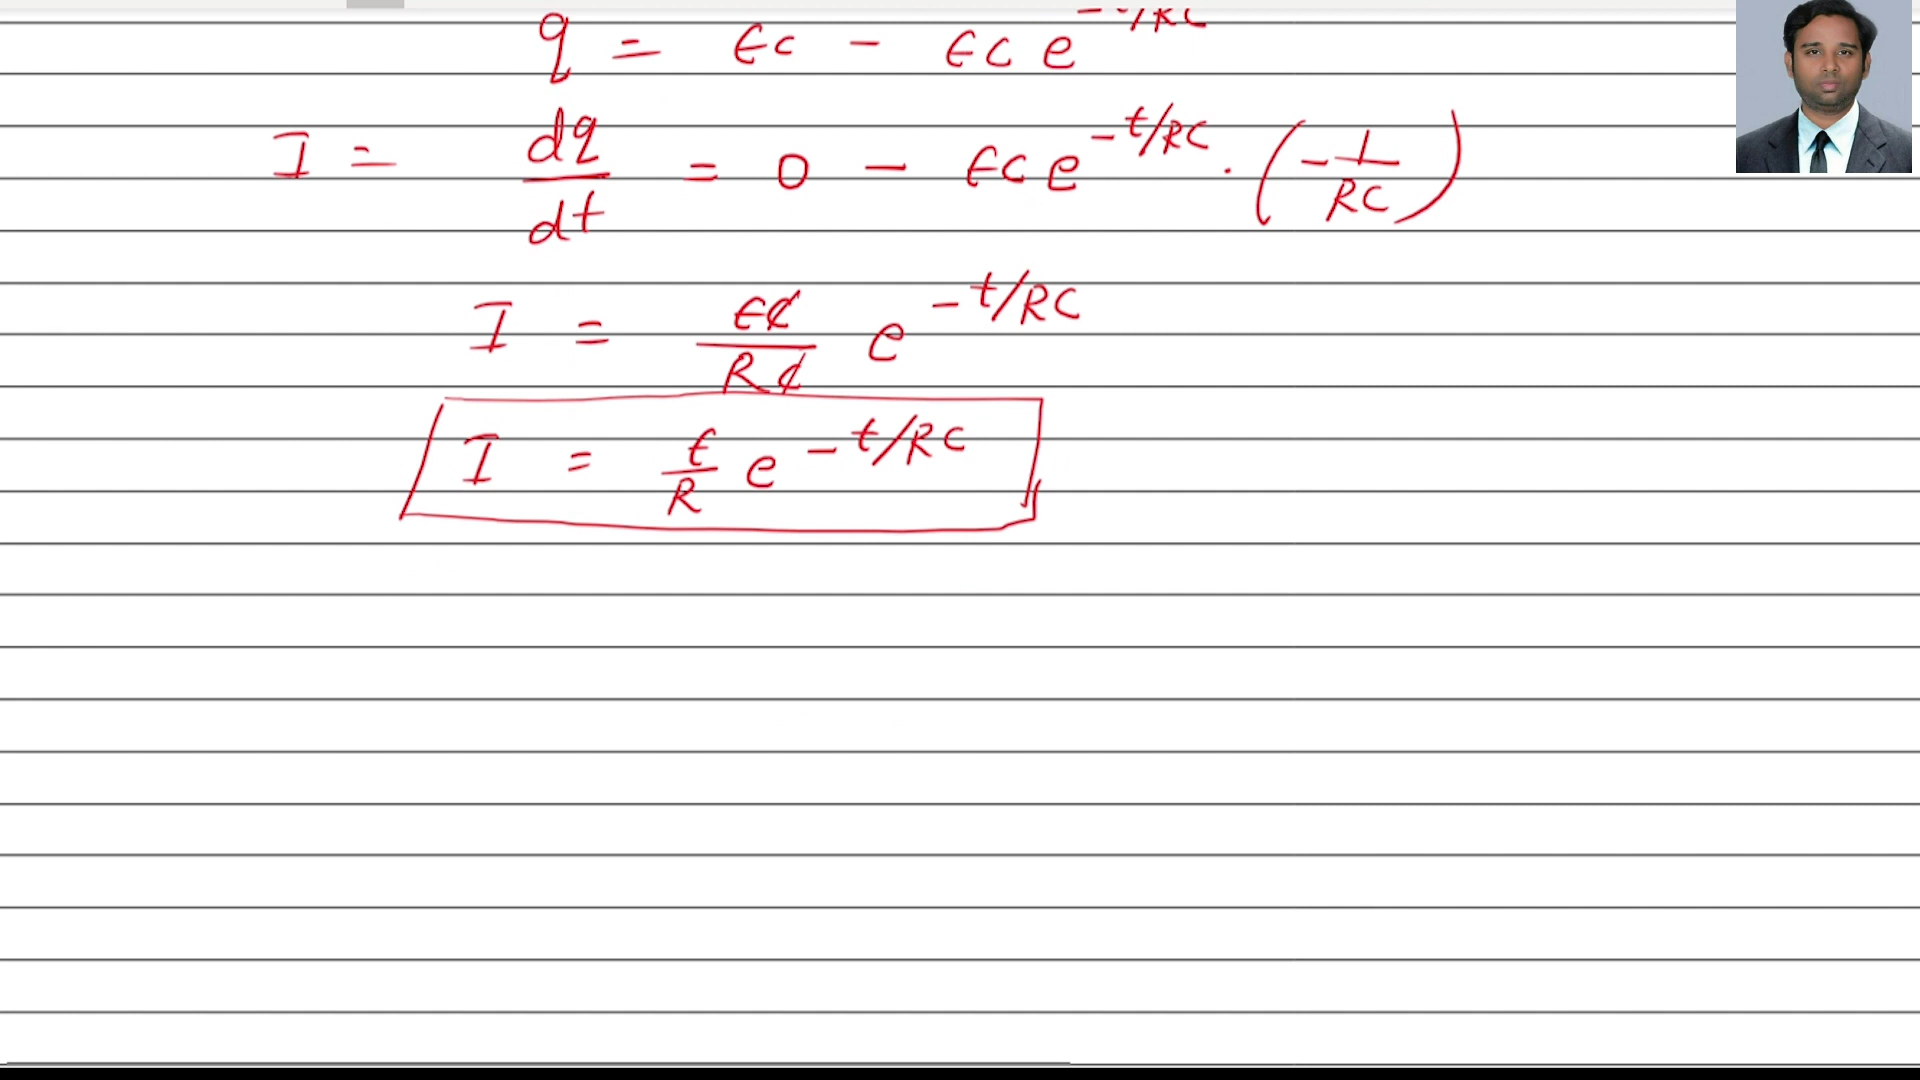 q = ϵC - ϵC e^{-t/RC}
I = dq/dt = 0 - ϵC e^{-t/RC} · (-1/RC)
I = ϵC/RC e^{-t/RC}
I = ϵ/R e^{-t/RC}